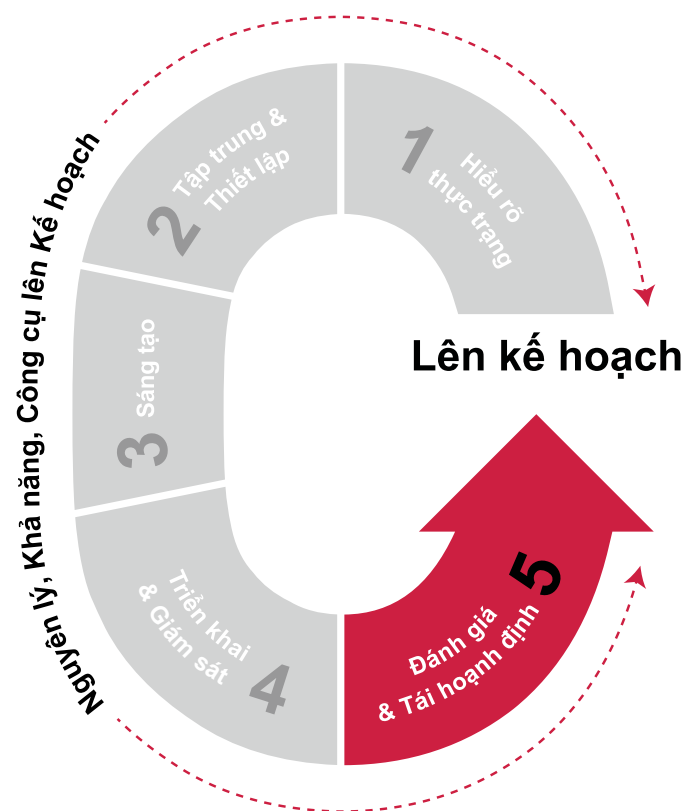 1
Hiểu rõ
thực trạng
2
Tập trung &
Thiết lập
3
Sáng tạo
4
Triển khai
& Giám sát
5
Đánh giá
& Tái hoạnh định
Lên kế hoạch
Nguyên lý, Khả năng, Công cụ lên Kế hoạch